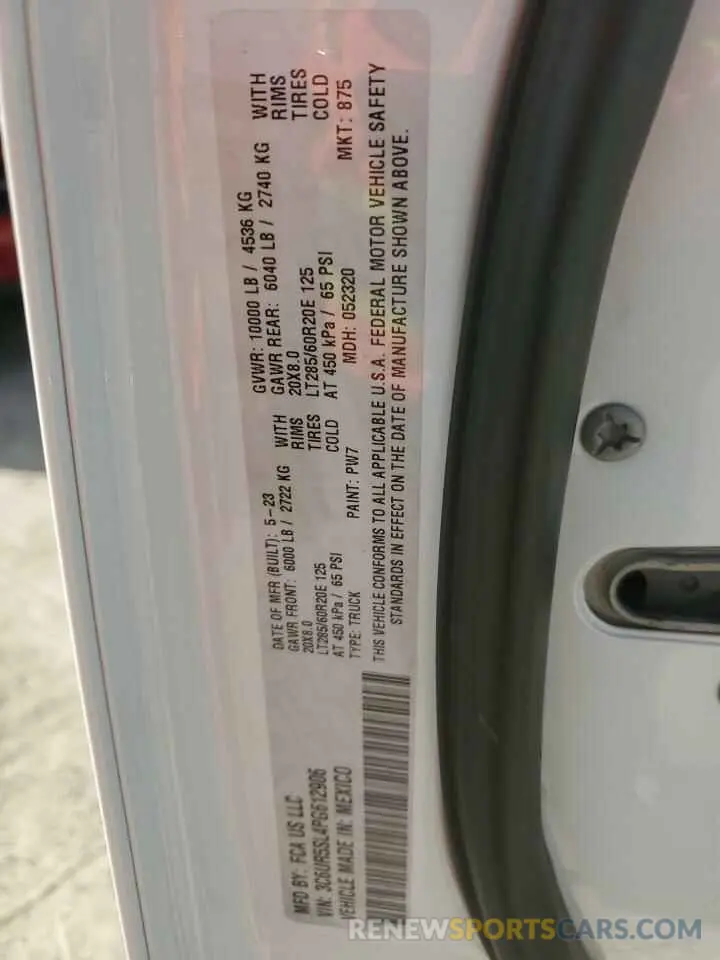 MFD BY: FCA US LLC
VIN: 3C6UR5SL4PG612906
VEHICLE MADE IN: MEXICO
DATE OF MFR (BUILT): 5-23
GAWR FRONT: 6000 LB / 2722 KG WITH
20X8.0 RIMS
LT285/60R20E 125 TIRES
AT 450 kPa / 65 PSI COLD
TYPE: TRUCK PAINT: PW7
GVWR: 10000 LB / 4536 KG
GAWR REAR: 6040 LB / 2740 KG WITH
20X8.0 RIMS
LT285/60R20E 125 TIRES
AT 450 kPa / 65 PSI COLD
MDH: 052320 MKT: 875
THIS VEHICLE CONFORMS TO ALL APPLICABLE U.S.A. FEDERAL MOTOR VEHICLE SAFETY
STANDARDS IN EFFECT ON THE DATE OF MANUFACTURE SHOWN ABOVE.
RENEWSPORTSCARS.COM